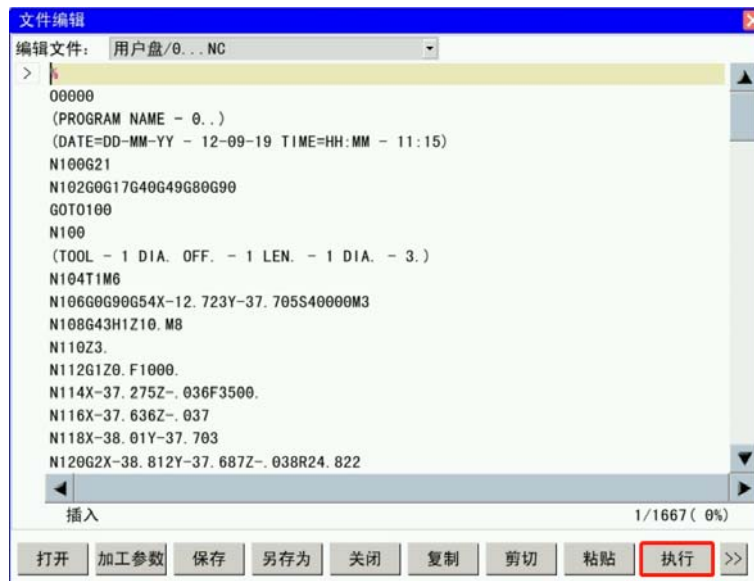 文件编辑
编辑文件： 用户盘/0...NC
> %
O0000
(PROGRAM NAME - 0..)
(DATE=DD-MM-YY - 12-09-19 TIME=HH:MM - 11:15)
N100G21
N102G0G17G40G49G80G90
GOTO100
N100
(TOOL - 1 DIA. OFF. - 1 LEN. - 1 DIA. - 3.)
N104T1M6
N106G0G90G54X-12.723Y-37.705S40000M3
N108G43H1Z10.M8
N110Z3.
N112G1Z0.F1000.
N114X-37.275Z-.036F3500.
N116X-37.636Z-.037
N118X-38.01Y-37.703
N120G2X-38.812Y-37.687Z-.038R24.822
插入 1/1667( 0%)
打开 加工参数 保存 另存为 关闭 复制 剪切 粘贴 执行 >>